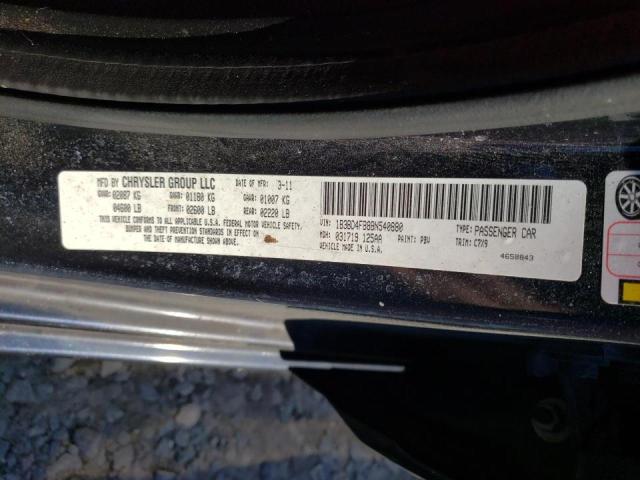 MFD BY CHRYSLER GROUP LLC DATE OF MFR: 3-11
GVWR: 02087 KG GAWR: 01180 KG GAWR: 01007 KG
04600 LB FRONT: 02600 LB REAR: 02220 LB
THIS VEHICLE CONFORMS TO ALL APPLICABLE U.S.A. FEDERAL MOTOR VEHICLE SAFETY,
BUMPER AND THEFT PREVENTION STANDARDS IN EFFECT ON THE
DATE OF MANUFACTURE SHOWN ABOVE.
VIN: 1B3BD4FB8BN540880 TYPE: PASSENGER CAR
MDH: 031719 125AA PAINT: PBV TRIM: C7X9
VEHICLE MADE IN U.S.A. 4658843